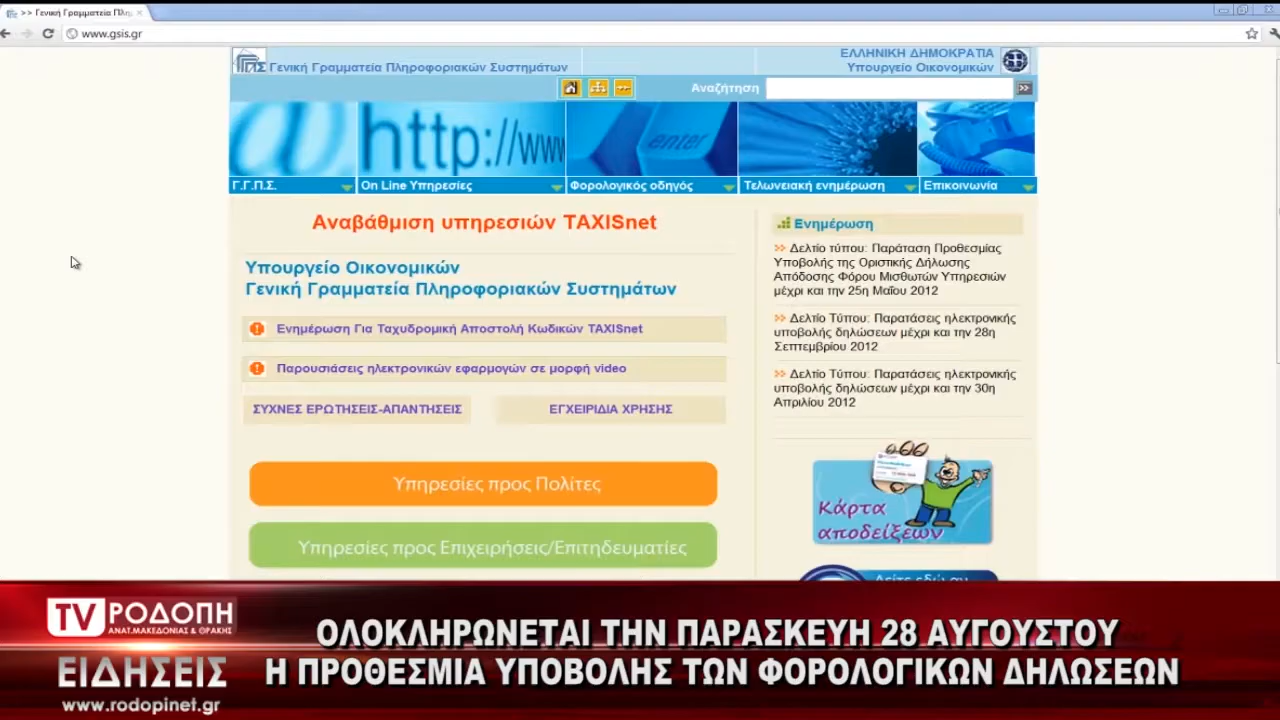 >> Γενική Γραμματεία Πλη
www.gsis.gr
ΓΓΠΣ Γενική Γραμματεία Πληροφοριακών Συστημάτων
ΕΛΛΗΝΙΚΗ ΔΗΜΟΚΡΑΤΙΑ
Υπουργείο Οικονομικών
Αναζήτηση
@ http://www enter
Γ.Γ.Π.Σ. On Line Υπηρεσίες Φορολογικός οδηγός Τελωνειακή ενημέρωση Επικοινωνία
Αναβάθμιση υπηρεσιών TAXISnet
Υπουργείο Οικονομικών
Γενική Γραμματεία Πληροφοριακών Συστημάτων
Ενημέρωση Για Ταχυδρομική Αποστολή Κωδικών TAXISnet
Παρουσιάσεις ηλεκτρονικών εφαρμογών σε μορφή video
ΣΥΧΝΕΣ ΕΡΩΤΗΣΕΙΣ-ΑΠΑΝΤΗΣΕΙΣ ΕΓΧΕΙΡΙΔΙΑ ΧΡΗΣΗΣ
Υπηρεσίες προς Πολίτες
Υπηρεσίες προς Επιχειρήσεις/Επιτηδευματίες
Ενημέρωση
>> Δελτίο τύπου: Παράταση Προθεσμίας
Υποβολής της Οριστικής Δήλωσης
Απόδοσης Φόρου Μισθωτών Υπηρεσιών
μέχρι και την 25η Μαΐου 2012
>> Δελτίο Τύπου: Παρατάσεις ηλεκτρονικής
υποβολής δηλώσεων μέχρι και την 28η
Σεπτεμβρίου 2012
>> Δελτίο Τύπου: Παρατάσεις ηλεκτρονικής
υποβολής δηλώσεων μέχρι και την 30η
Απριλίου 2012
Κάρτα
αποδείξεων
Δείτε εδώ αν
TV ΡΟΔΟΠΗ
ΑΝΑΤ.ΜΑΚΕΔΟΝΙΑΣ & ΘΡΑΚΗΣ
ΕΙΔΗΣΕΙΣ
www.rodopinet.gr
ΟΛΟΚΛΗΡΩΝΕΤΑΙ ΤΗΝ ΠΑΡΑΣΚΕΥΗ 28 ΑΥΓΟΥΣΤΟΥ
Η ΠΡΟΘΕΣΜΙΑ ΥΠΟΒΟΛΗΣ ΤΩΝ ΦΟΡΟΛΟΓΙΚΩΝ ΔΗΛΩΣΕΩΝ